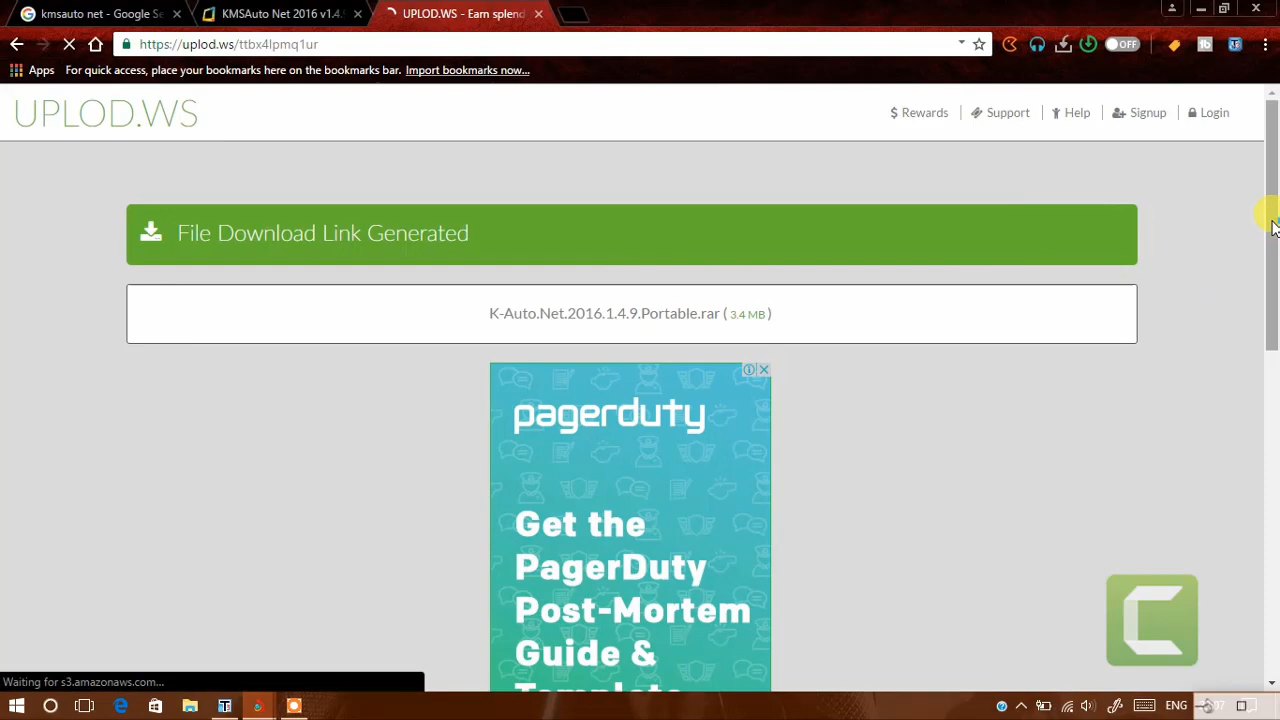 kmsauto net - Google Se
KMSAuto Net 2016 v1.4.9
UPLOD.WS - Earn splend
https://uplod.ws/ttbx4lpmq1ur
OFF
Apps
For quick access, place your bookmarks here on the bookmarks bar. Import bookmarks now...
UPLOD.WS
$ Rewards
Support
Help
Signup
Login
File Download Link Generated
K-Auto.Net.2016.1.4.9.Portable.rar ( 3.4 MB )
pagerduty
Get the
PagerDuty
Post-Mortem
Guide &
Template
Waiting for s3.amazonaws.com...
ENG